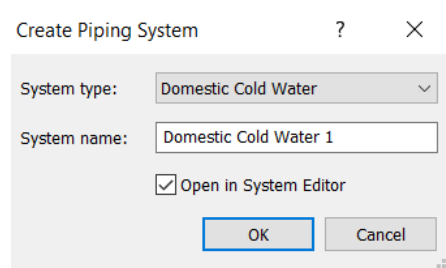 Create Piping System ?
System type: Domestic Cold Water
System name: Domestic Cold Water 1
Open in System Editor
OK Cancel